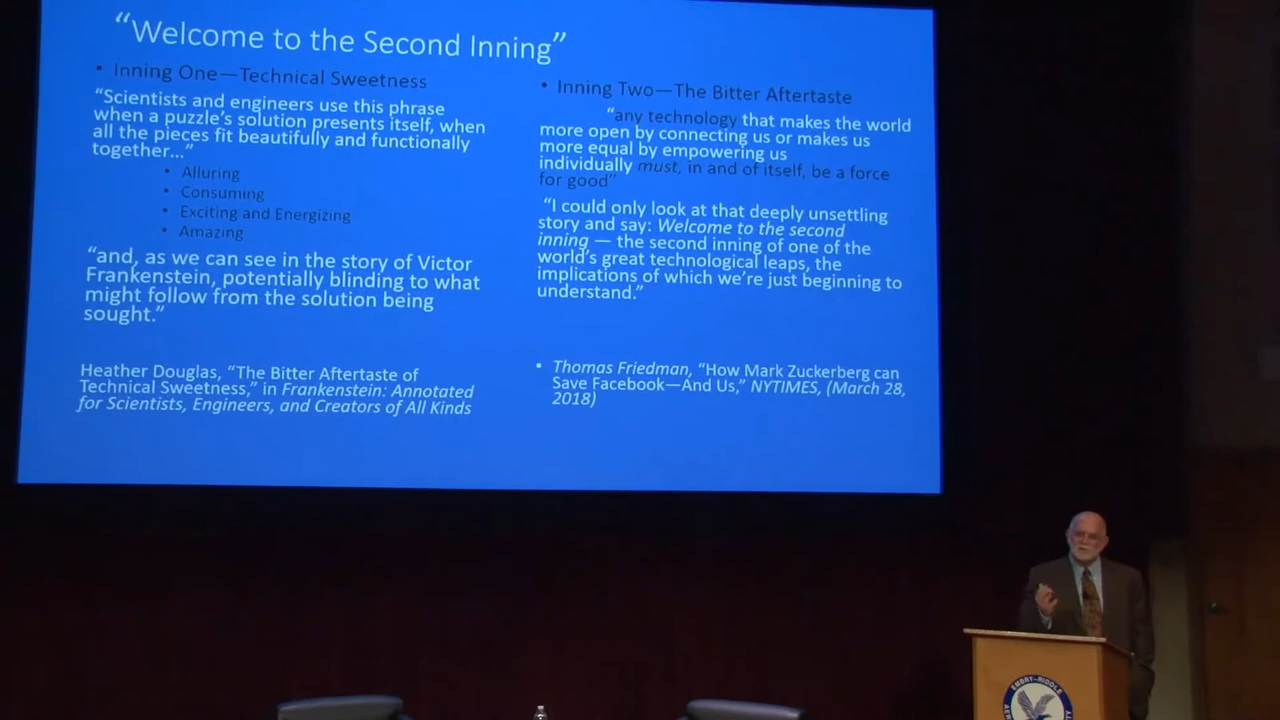 “Welcome to the Second Inning”
• Inning One—Technical Sweetness
“Scientists and engineers use this phrase
when a puzzle’s solution presents itself, when
all the pieces fit beautifully and functionally
together…”
• Alluring
• Consuming
• Exciting and Energizing
• Amazing
“and, as we can see in the story of Victor
Frankenstein, potentially blinding to what
might follow from the solution being
sought.”
Heather Douglas, “The Bitter Aftertaste of
Technical Sweetness,” in Frankenstein: Annotated
for Scientists, Engineers, and Creators of All Kinds
• Inning Two—The Bitter Aftertaste
“any technology that makes the world
more open by connecting us or makes us
more equal by empowering us
individually must, in and of itself, be a force
for good”
“I could only look at that deeply unsettling
story and say: Welcome to the second
inning — the second inning of one of the
world’s great technological leaps, the
implications of which we’re just beginning to
understand.”
• Thomas Friedman, “How Mark Zuckerberg can
Save Facebook—And Us,” NYTIMES, (March 28,
2018)
EMBRY-RIDDLE